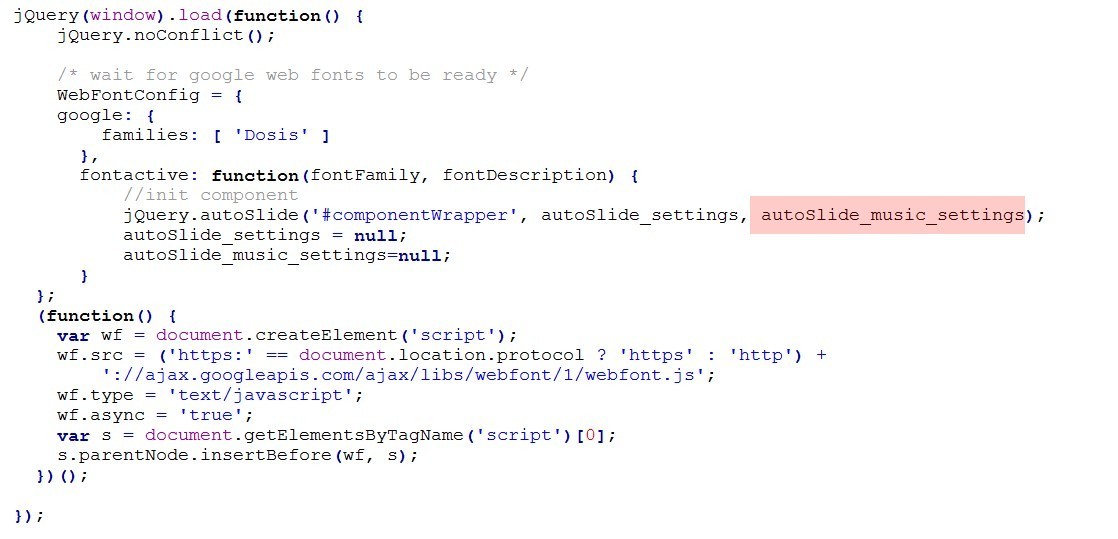 jQuery(window).load(function() {
    jQuery.noConflict();

    /* wait for google web fonts to be ready */
    WebFontConfig = {
    google: {
        families: [ 'Dosis' ]
      },
      fontactive: function(fontFamily, fontDescription) {
          //init component
          jQuery.autoSlide('#componentWrapper', autoSlide_settings, autoSlide_music_settings);
          autoSlide_settings = null;
          autoSlide_music_settings=null;
      }
  };
  (function() {
    var wf = document.createElement('script');
    wf.src = ('https:' == document.location.protocol ? 'https' : 'http') +
        '://ajax.googleapis.com/ajax/libs/webfont/1/webfont.js';
    wf.type = 'text/javascript';
    wf.async = 'true';
    var s = document.getElementsByTagName('script')[0];
    s.parentNode.insertBefore(wf, s);
  })();

});